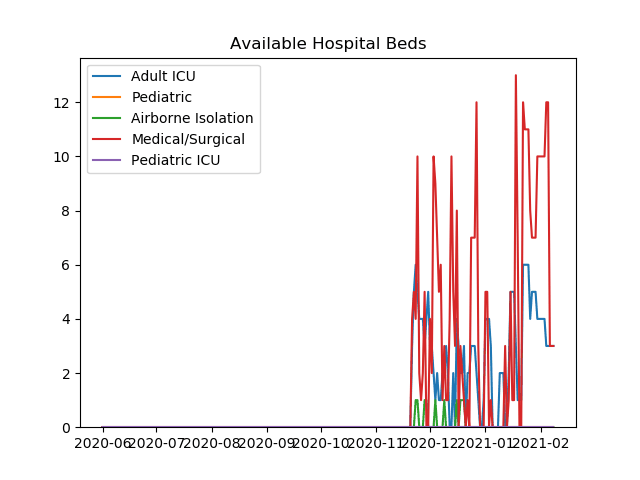 Available Hospital Beds
Adult ICU
Pediatric
Airborne Isolation
Medical/Surgical
Pediatric ICU
12
10
8
6
4
2
0
2020-06 2020-07 2020-08 2020-09 2020-10 2020-11 2020-12 2021-01 2021-02